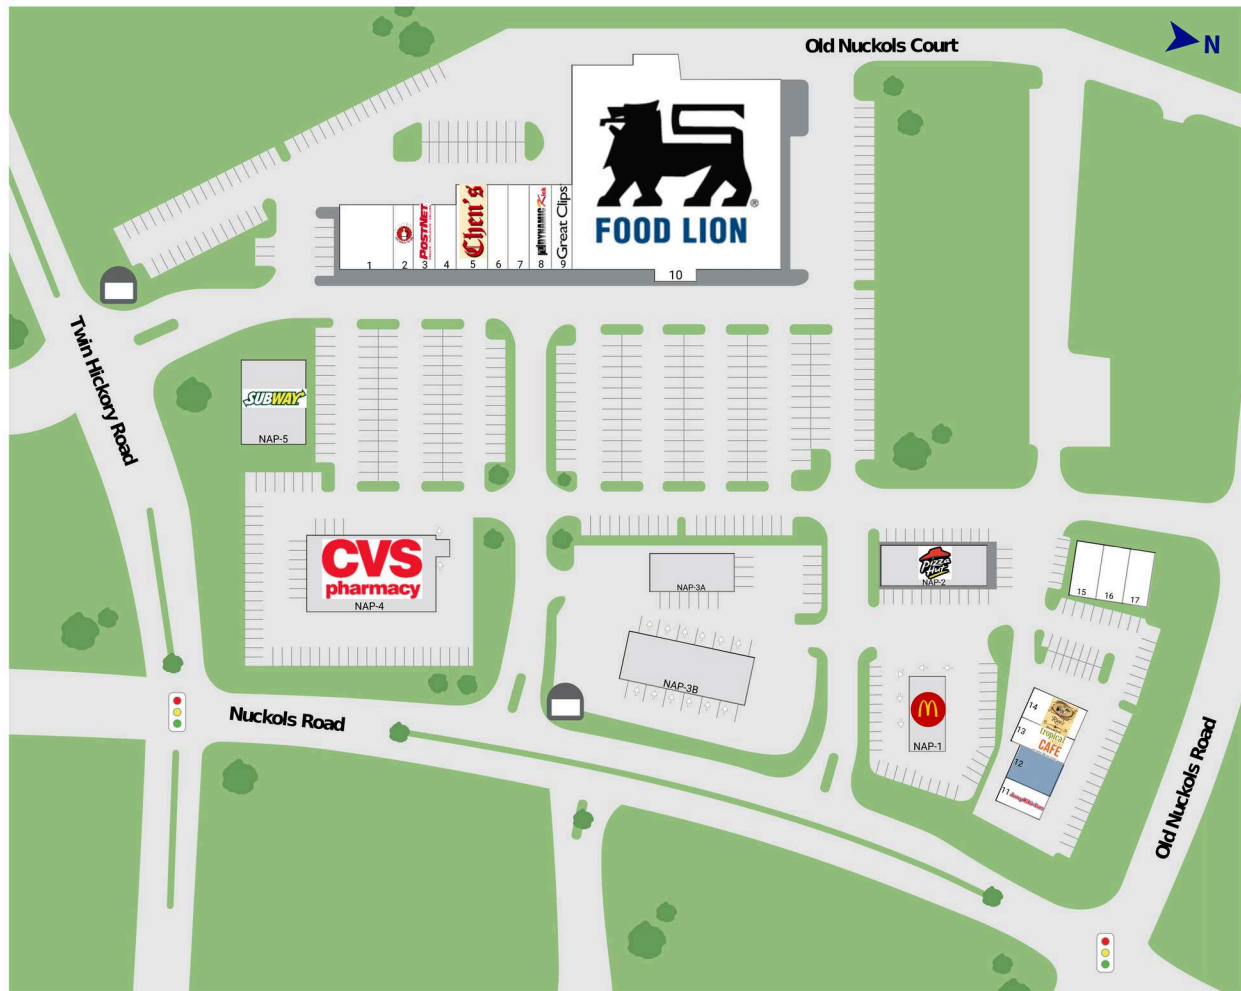 Old Nuckols Court
N
FOOD LION
®
1
2
POSTNET
3
4
Chen's
5
6
7
DYNAMIC Kick
8
Great Clips
9
10
Twin Hickory Road
SUBWAY
NAP-5
CVS
pharmacy
NAP-4
NAP-3A
NAP-3B
Pizza
Hut
NAP-2
15
16
17
M
NAP-1
14
13
tropical
CAFE
12
11
Nuckols Road
Old Nuckols Road